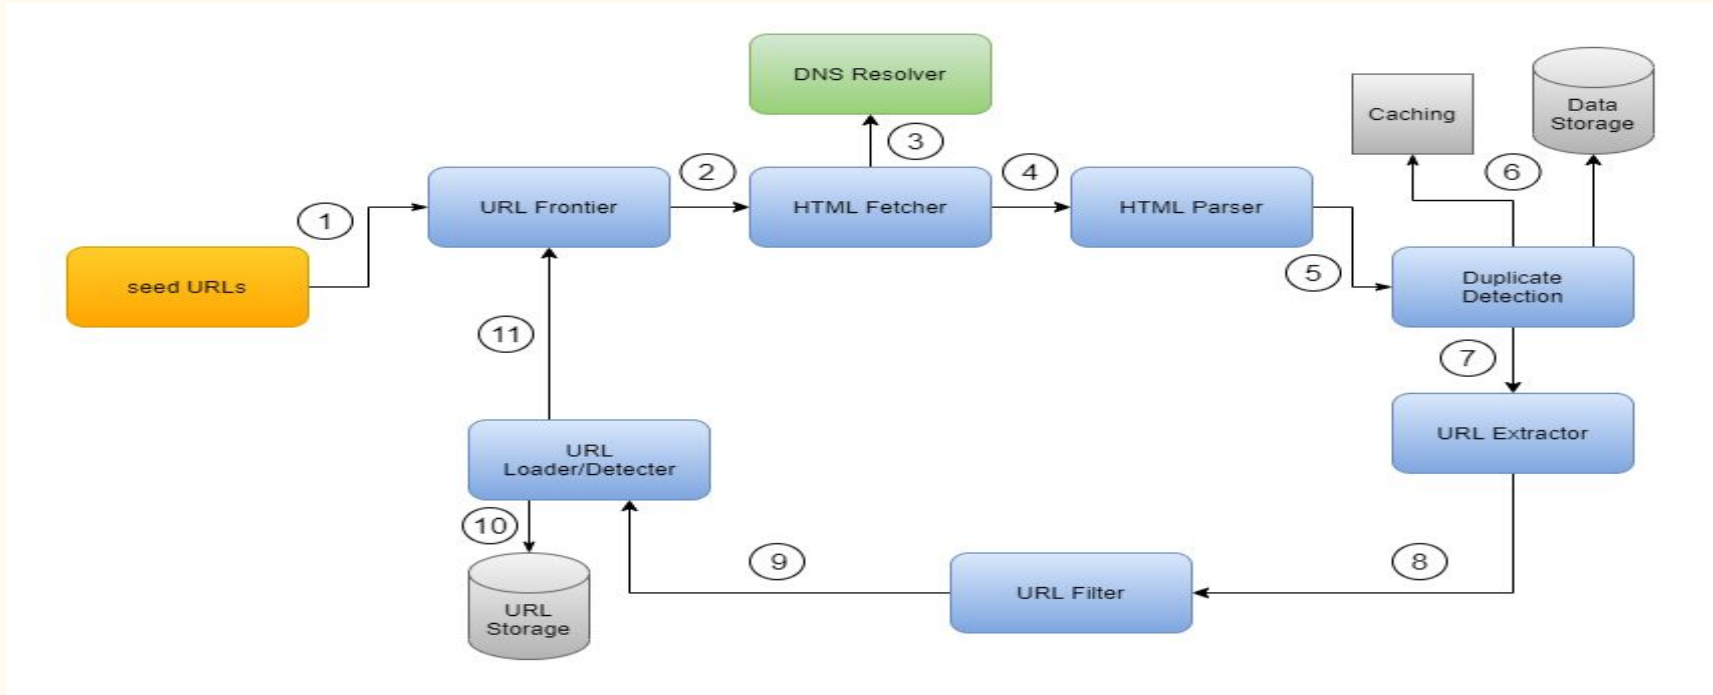 DNS Resolver
Caching
Data
Storage
3
2
4
6
1
URL Frontier
HTML Fetcher
HTML Parser
seed URLs
5
Duplicate
Detection
11
7
URL
Loader/Detecter
URL Extractor
10
9
8
URL Filter
URL
Storage